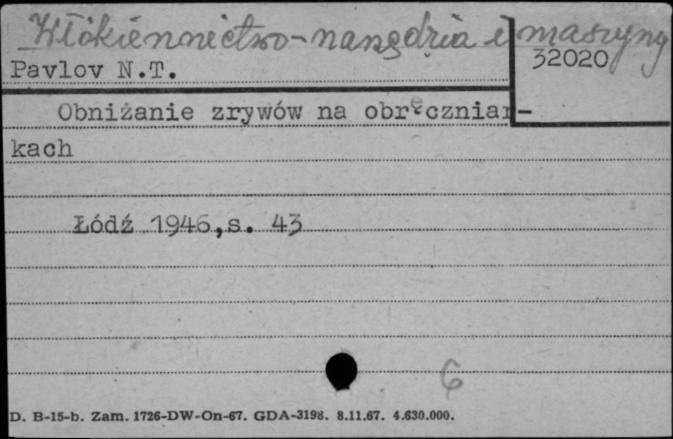 Włókiennictwo - narzędzia i maszyny
32020
Pavlov N.T.
Obniżanie zrywów na obręczniar-
kach
Łódź 1946, s. 43
6
D. B-15-b. Zam. 1726-DW-On-67. GDA-3198. 8.11.67. 4.630.000.